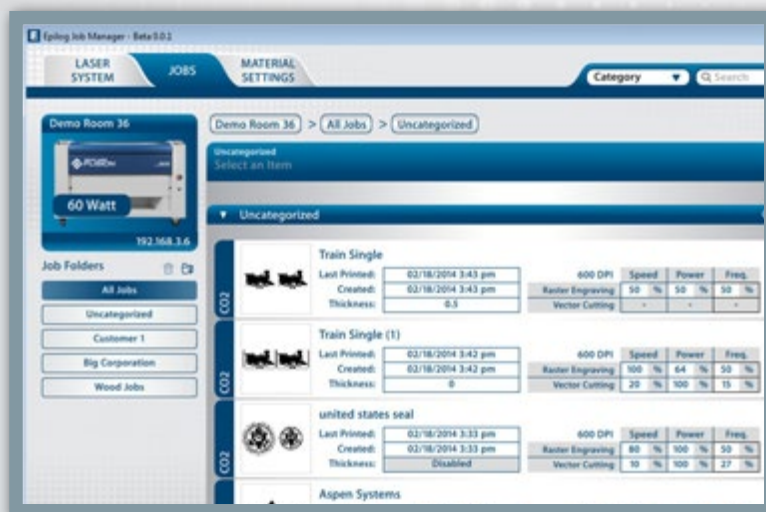 Epilog Job Manager - Beta 0.0.2
LASER SYSTEM
JOBS
MATERIAL SETTINGS
Category
Search
Demo Room 36
60 Watt
192.168.3.6
Job Folders
All Jobs
Uncategorized
Customer 1
Big Corporation
Wood Jobs
Demo Room 36 > All Jobs > Uncategorized
Uncategorized
Select an Item
Uncategorized
CO2
Train Single
Last Printed: 02/18/2014 3:43 pm
Created: 02/18/2014 3:43 pm
Thickness: 0.5
600 DPI Speed Power Freq.
Raster Engraving 50 % 50 % 50 %
Vector Cutting - - -
CO2
Train Single (1)
Last Printed: 02/18/2014 3:42 pm
Created: 02/18/2014 3:42 pm
Thickness: 0
600 DPI Speed Power Freq.
Raster Engraving 100 % 64 % 50 %
Vector Cutting 20 % 100 % 15 %
CO2
united states seal
Last Printed: 02/18/2014 3:33 pm
Created: 02/18/2014 3:33 pm
Thickness: Disabled
600 DPI Speed Power Freq.
Raster Engraving 80 % 100 % 50 %
Vector Cutting 10 % 100 % 27 %
Aspen Systems